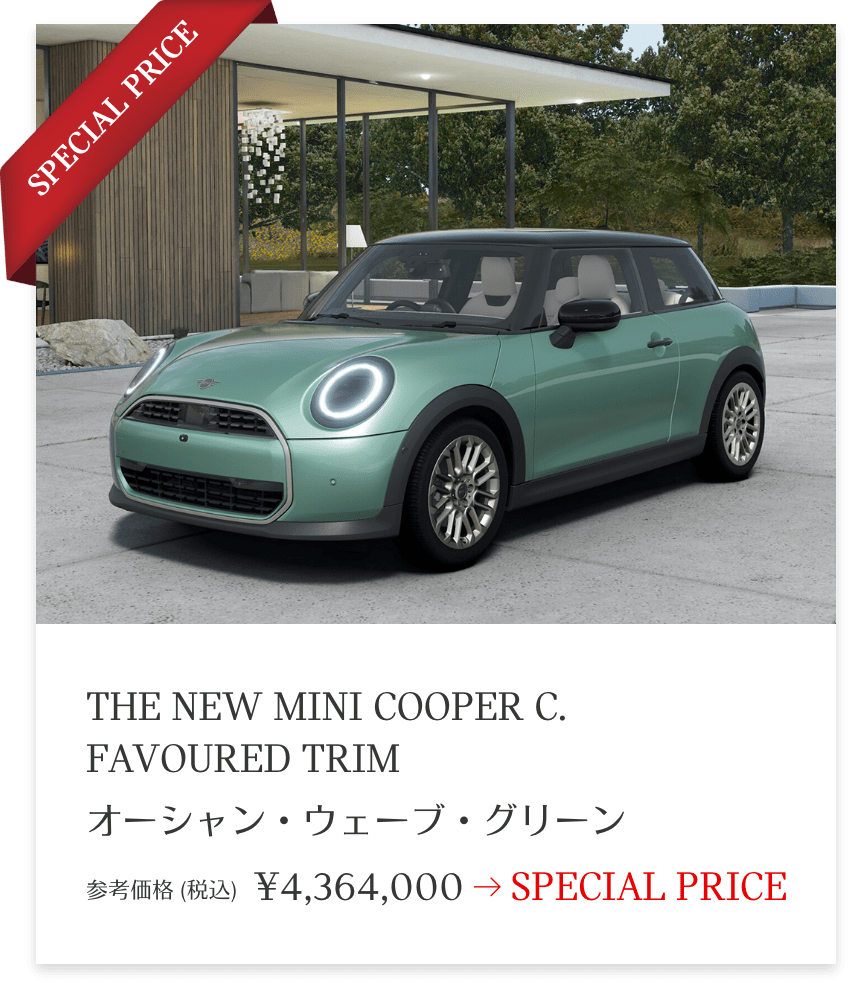 SPECIAL PRICE
THE NEW MINI COOPER C.
FAVOURED TRIM
オーシャン・ウェーブ・グリーン
参考価格 (税込) ¥4,364,000 → SPECIAL PRICE